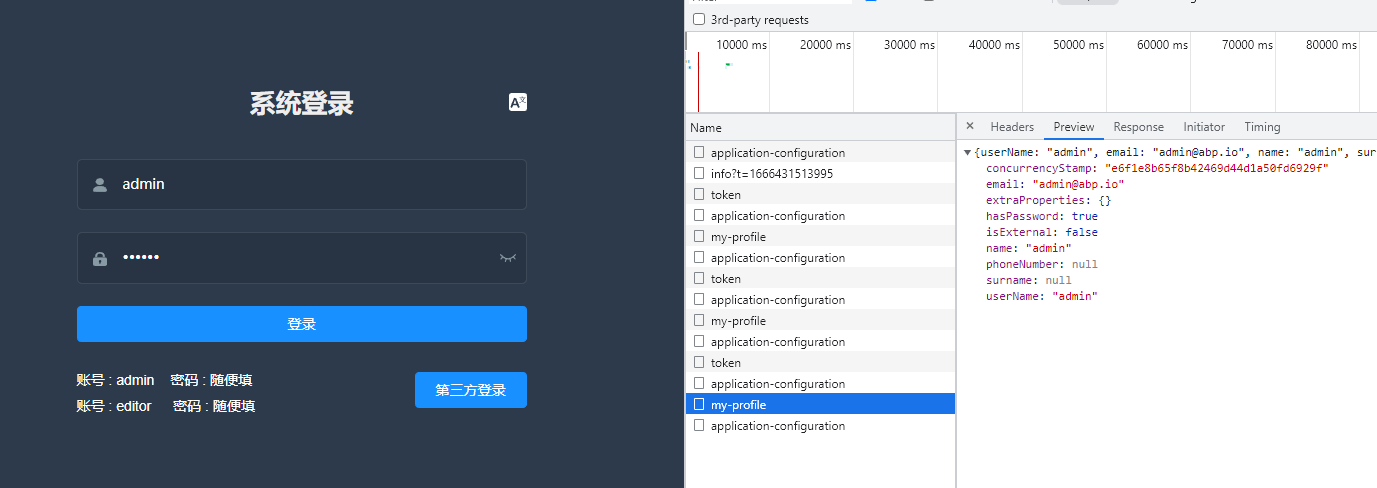 系统登录
A文
admin
••••••
登录
账号 : admin 密码 : 随便填
账号 : editor 密码 : 随便填
第三方登录
3rd-party requests
10000 ms 20000 ms 30000 ms 40000 ms 50000 ms 60000 ms 70000 ms 80000 ms
Name
application-configuration
info?t=1666431513995
token
application-configuration
my-profile
application-configuration
token
application-configuration
my-profile
application-configuration
token
application-configuration
my-profile
application-configuration
× Headers Preview Response Initiator Timing
{userName: "admin", email: "admin@abp.io", name: "admin", sur
concurrencyStamp: "e6f1e8b65f8b42469d44d1a50fd6929f"
email: "admin@abp.io"
extraProperties: {}
hasPassword: true
isExternal: false
name: "admin"
phoneNumber: null
surname: null
userName: "admin"